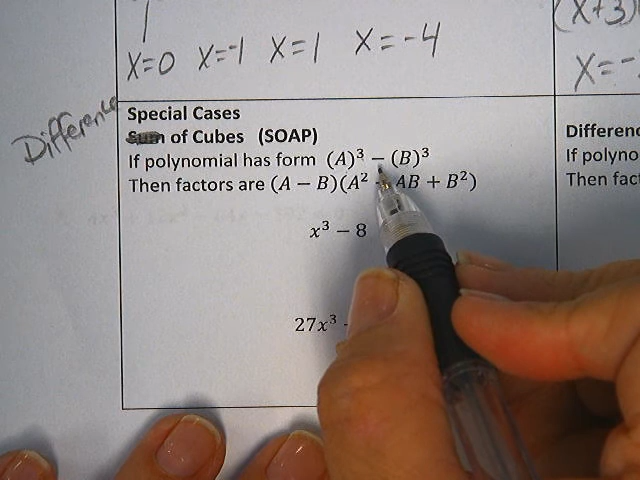 (x+3)
x=0 x=-1 x=1 x=-4
x=-
Difference
Special Cases
Sum of Cubes (SOAP)
If polynomial has form (A)³ − (B)³
Then factors are (A − B)(A² AB + B²)
x³ − 8
27x³ -
Differenc
If polyno
Then fact